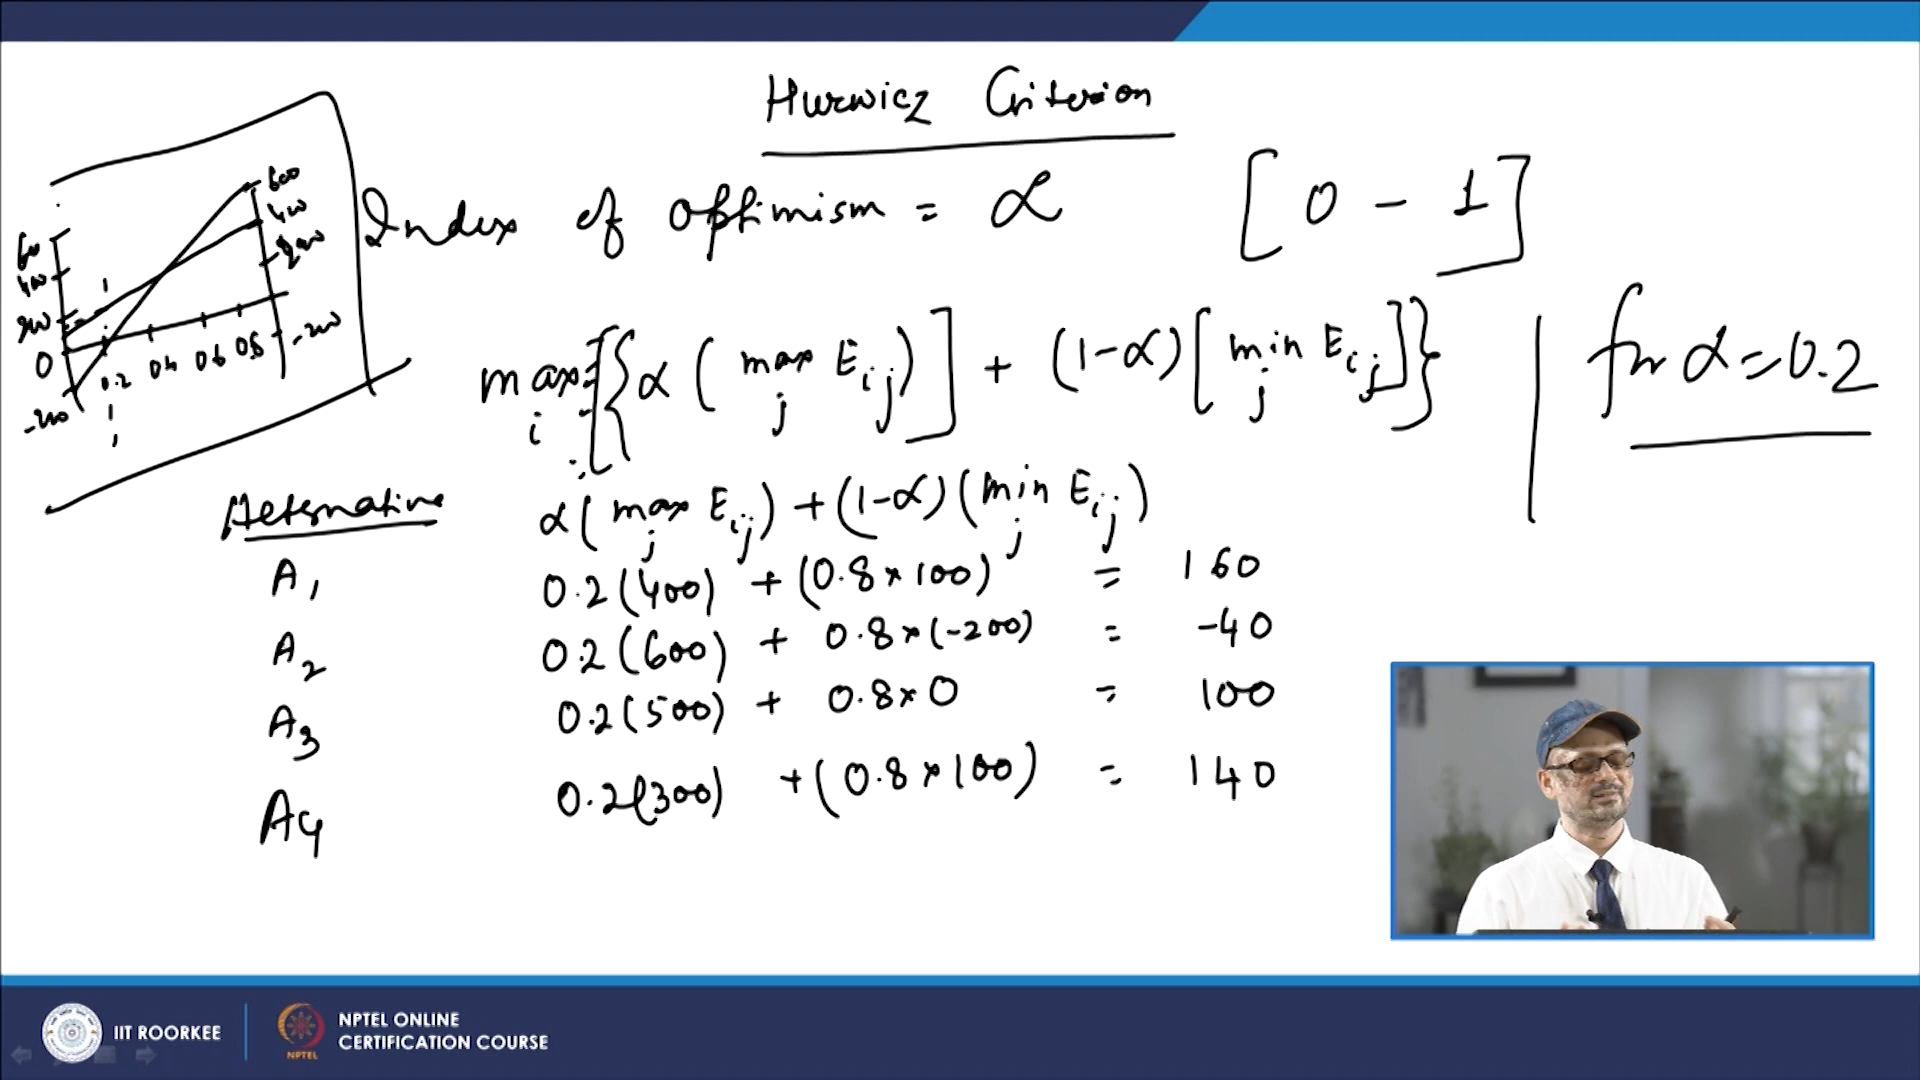 Hurwicz Criterion
Index of optimism = α [0 - 1]
max i [{α (max j Eij)] + (1-α) [min j Eij]}
for α = 0.2
600
400
200
-200
60
400
200
0
-200
0.2 0.4 0.6 0.8
Alternative α(max j Eij) + (1-α)(min j Eij)
A1 0.2(400) + (0.8×100) = 160
A2 0.2(600) + 0.8×(-200) = -40
A3 0.2(500) + 0.8×0 = 100
A4 0.2(300) + (0.8×100) = 140
IIT ROORKEE
NPTEL
NPTEL ONLINE
CERTIFICATION COURSE